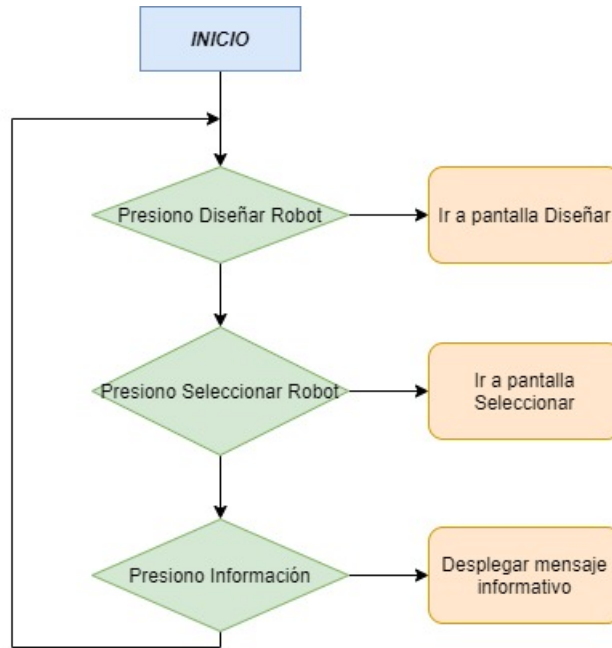 INICIO
Presiono Diseñar Robot
Ir a pantalla Diseñar
Presiono Seleccionar Robot
Ir a pantalla
Seleccionar
Presiono Información
Desplegar mensaje
informativo